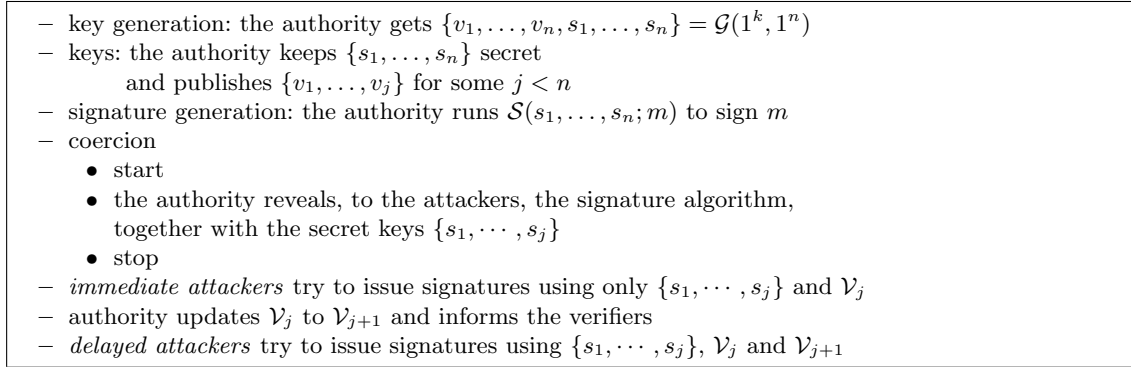 – key generation: the authority gets {v₁, . . . , vₙ, s₁, . . . , sₙ} = 𝒢(1ᵏ, 1ⁿ)
– keys: the authority keeps {s₁, . . . , sₙ} secret
and publishes {v₁, . . . , vⱼ} for some j < n
– signature generation: the authority runs 𝒮(s₁, . . . , sₙ; m) to sign m
– coercion
• start
• the authority reveals, to the attackers, the signature algorithm,
together with the secret keys {s₁, · · · , sⱼ}
• stop
– immediate attackers try to issue signatures using only {s₁, · · · , sⱼ} and 𝒱ⱼ
– authority updates 𝒱ⱼ to 𝒱ⱼ₊₁ and informs the verifiers
– delayed attackers try to issue signatures using {s₁, · · · , sⱼ}, 𝒱ⱼ and 𝒱ⱼ₊₁